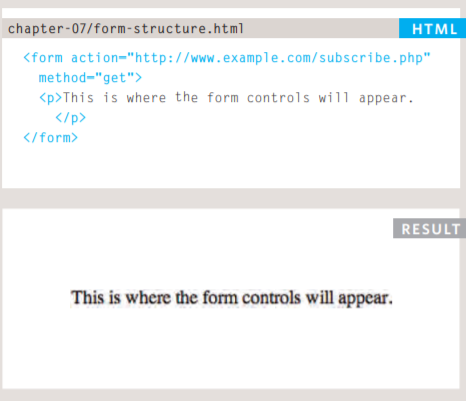 chapter-07/form-structure.html HTML
<form action="http://www.example.com/subscribe.php"
method="get">
<p>This is where the form controls will appear.
</p>
</form>
RESULT
This is where the form controls will appear.